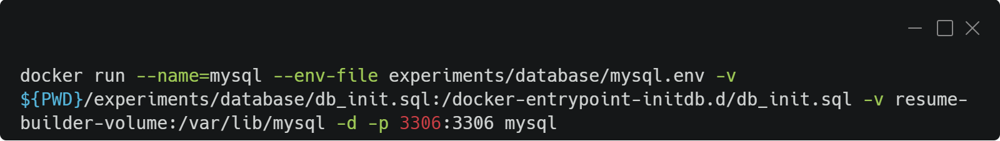 docker run --name=mysql --env-file experiments/database/mysql.env -v
${PWD}/experiments/database/db_init.sql:/docker-entrypoint-initdb.d/db_init.sql -v resume-
builder-volume:/var/lib/mysql -d -p 3306:3306 mysql